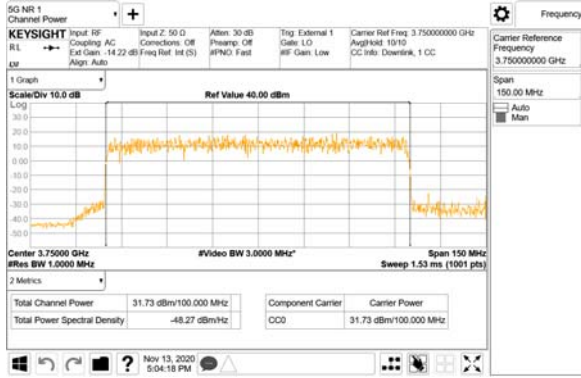 5G NR 1
Channel Power
+
Frequency
KEYSIGHT
RL
Input: RF
Coupling: AC
Ext Gain: -14.22 dB
Align: Auto
Input Z: 50 Ω
Corrections: Off
Freq Ref: Int (S)
Atten: 30 dB
Preamp: Off
#PNO: Fast
Trig: External 1
Gate: LO
#IF Gain: Low
Carrier Ref Freq: 3.750000000 GHz
Avg|Hold: 10/10
CC Info: Downlink, 1 CC
Carrier Reference
Frequency
3.750000000 GHz
Span
150.00 MHz
Auto
Man
1 Graph
Scale/Div 10.0 dB
Ref Value 40.00 dBm
Log
30.0
20.0
10.0
0.00
-10.0
-20.0
-30.0
-40.0
-50.0
Center 3.75000 GHz
#Video BW 3.0000 MHz*
Span 150 MHz
#Res BW 1.0000 MHz
Sweep 1.53 ms (1001 pts)
2 Metrics
Total Channel Power 31.73 dBm/100.000 MHz
Total Power Spectral Density -48.27 dBm/Hz
Component Carrier Carrier Power
CC0 31.73 dBm/100.000 MHz
?
Nov 13, 2020
5:04:18 PM